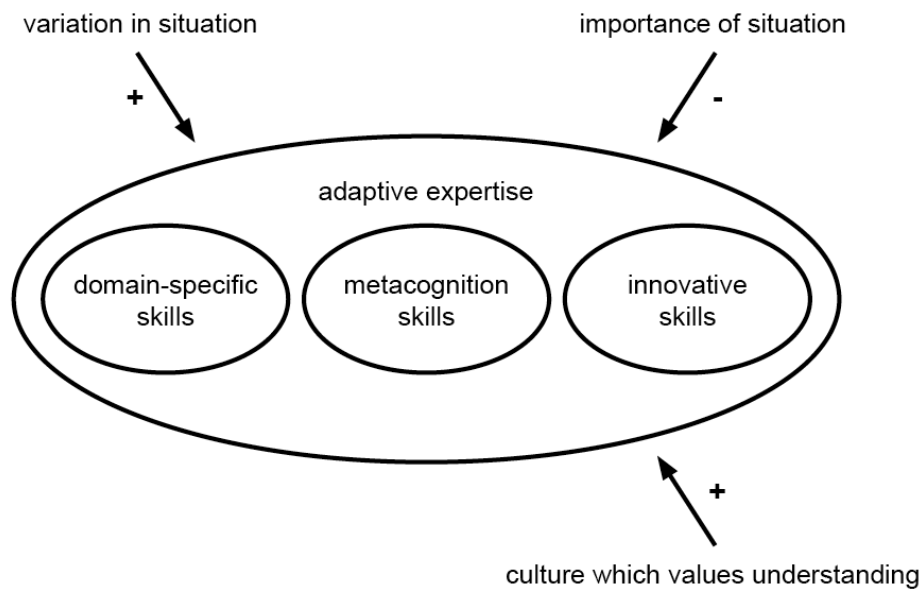 variation in situation
importance of situation
+
-
adaptive expertise
domain-specific
skills
metacognition
skills
innovative
skills
+
culture which values understanding